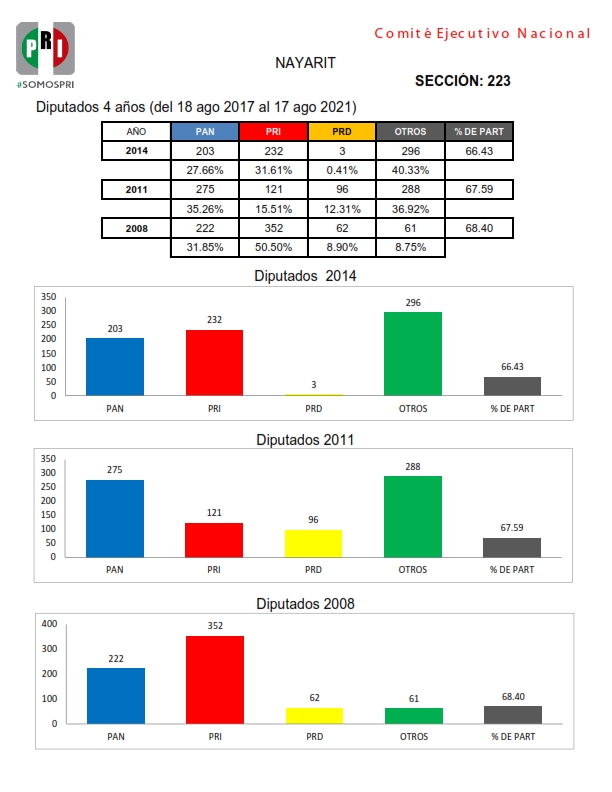 Comité Ejecutivo Nacional
PRI
#SOMOSPRI
NAYARIT
SECCIÓN: 223
Diputados 4 años (del 18 ago 2017 al 17 ago 2021)
AÑO PAN PRI PRD OTROS % DE PART
2014 203 232 3 296 66.43
27.66% 31.61% 0.41% 40.33%
2011 275 121 96 288 67.59
35.26% 15.51% 12.31% 36.92%
2008 222 352 62 61 68.40
31.85% 50.50% 8.90% 8.75%
Diputados 2014
350
300
250
200
150
100
50
0
203 232 3 296 66.43
PAN PRI PRD OTROS % DE PART
Diputados 2011
350
300
250
200
150
100
50
0
275 121 96 288 67.59
PAN PRI PRD OTROS % DE PART
Diputados 2008
400
300
200
100
0
222 352 62 61 68.40
PAN PRI PRD OTROS % DE PART